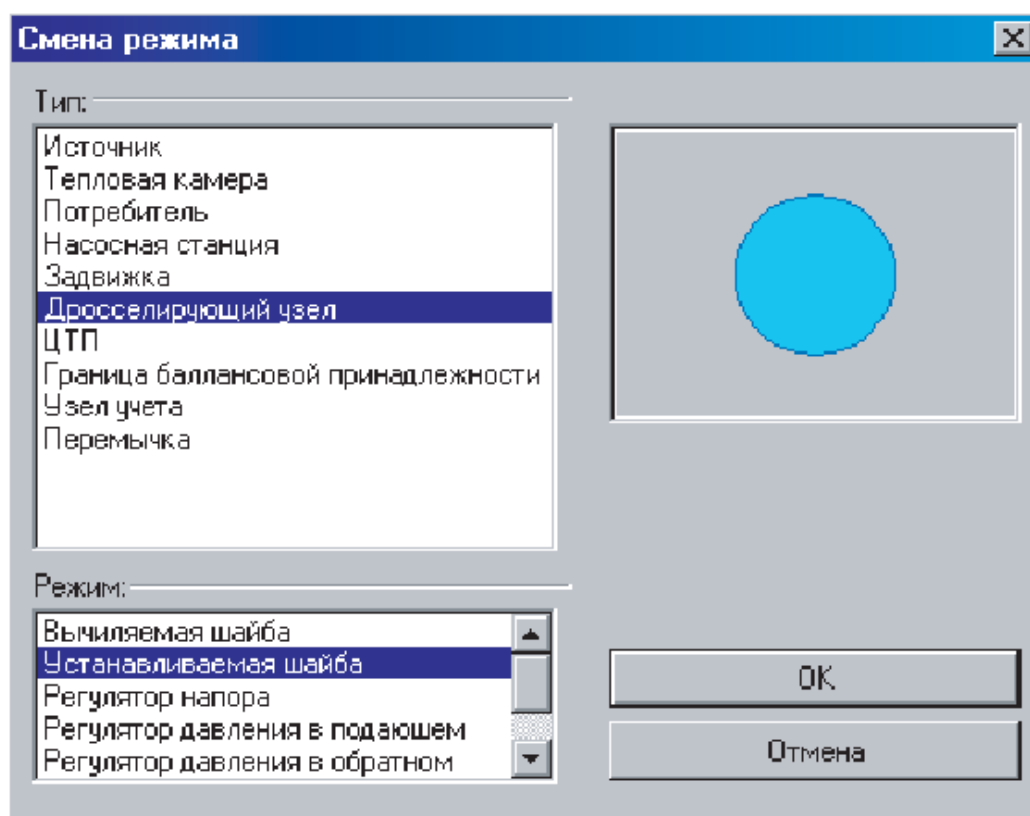 Смена режима
Тип:
Источник
Тепловая камера
Потребитель
Насосная станция
Задвижка
Дросселирующий узел
ЦТП
Граница баллансовой принадлежности
Узел учета
Перемычка
Режим:
Вычиляемая шайба
Устанавливаемая шайба
Регулятор напора
Регулятор давления в подающем
Регулятор давления в обратном
OK
Отмена